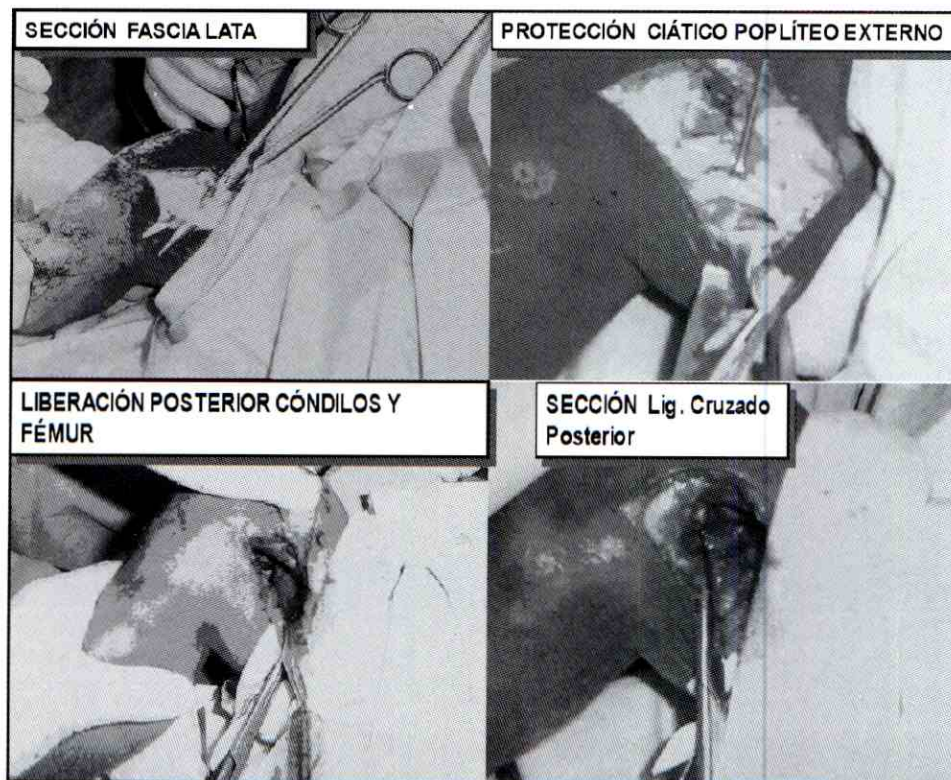 SECCIÓN FASCIA LATA
PROTECCIÓN CIÁTICO POPLÍTEO EXTERNO
LIBERACIÓN POSTERIOR CÓNDILOS Y
FÉMUR
SECCIÓN Lig. Cruzado
Posterior